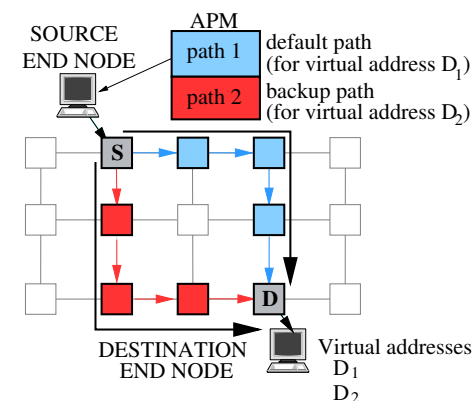 SOURCE
END NODE
APM
path 1
path 2
default path
(for virtual address D1)
backup path
(for virtual address D2)
S
D
DESTINATION
END NODE
Virtual addresses
D1
D2